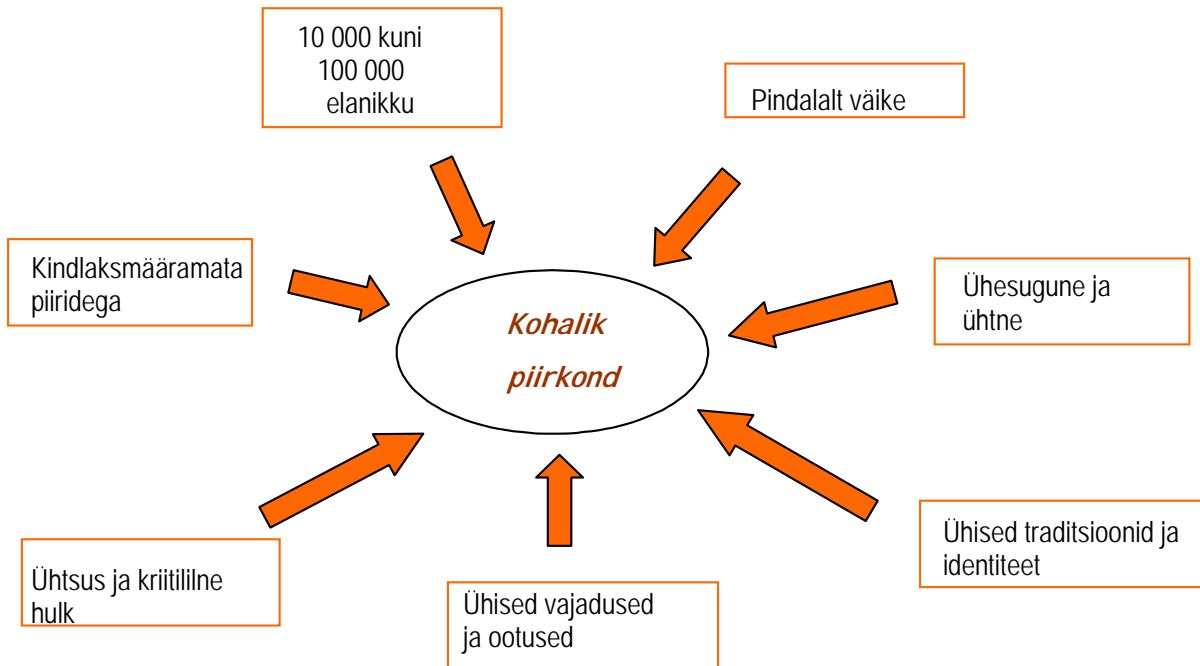 10 000 kuni
100 000
elanikku
Pindalalt väike
Kindlaksmääramata
piiridega
Kohalik
piirkond
Ühesugune ja
ühtne
Ühtsus ja kriitililne
hulk
Ühised vajadused
ja ootused
Ühised traditsioonid ja
identiteet